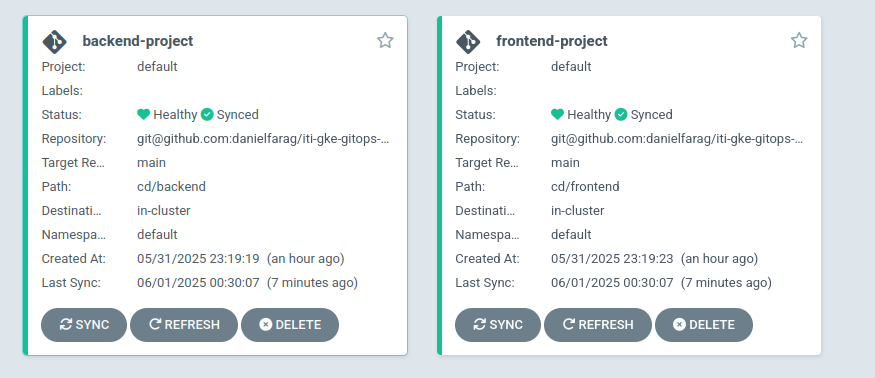 backend-project
Project: default
Labels:
Status: Healthy Synced
Repository: git@github.com:danielfarag/iti-gke-gitops-...
Target Re... main
Path: cd/backend
Destinati... in-cluster
Namespa... default
Created At: 05/31/2025 23:19:19 (an hour ago)
Last Sync: 06/01/2025 00:30:07 (7 minutes ago)
SYNC REFRESH DELETE
frontend-project
Project: default
Labels:
Status: Healthy Synced
Repository: git@github.com:danielfarag/iti-gke-gitops-...
Target Re... main
Path: cd/frontend
Destinati... in-cluster
Namespa... default
Created At: 05/31/2025 23:19:23 (an hour ago)
Last Sync: 06/01/2025 00:30:07 (7 minutes ago)
SYNC REFRESH DELETE